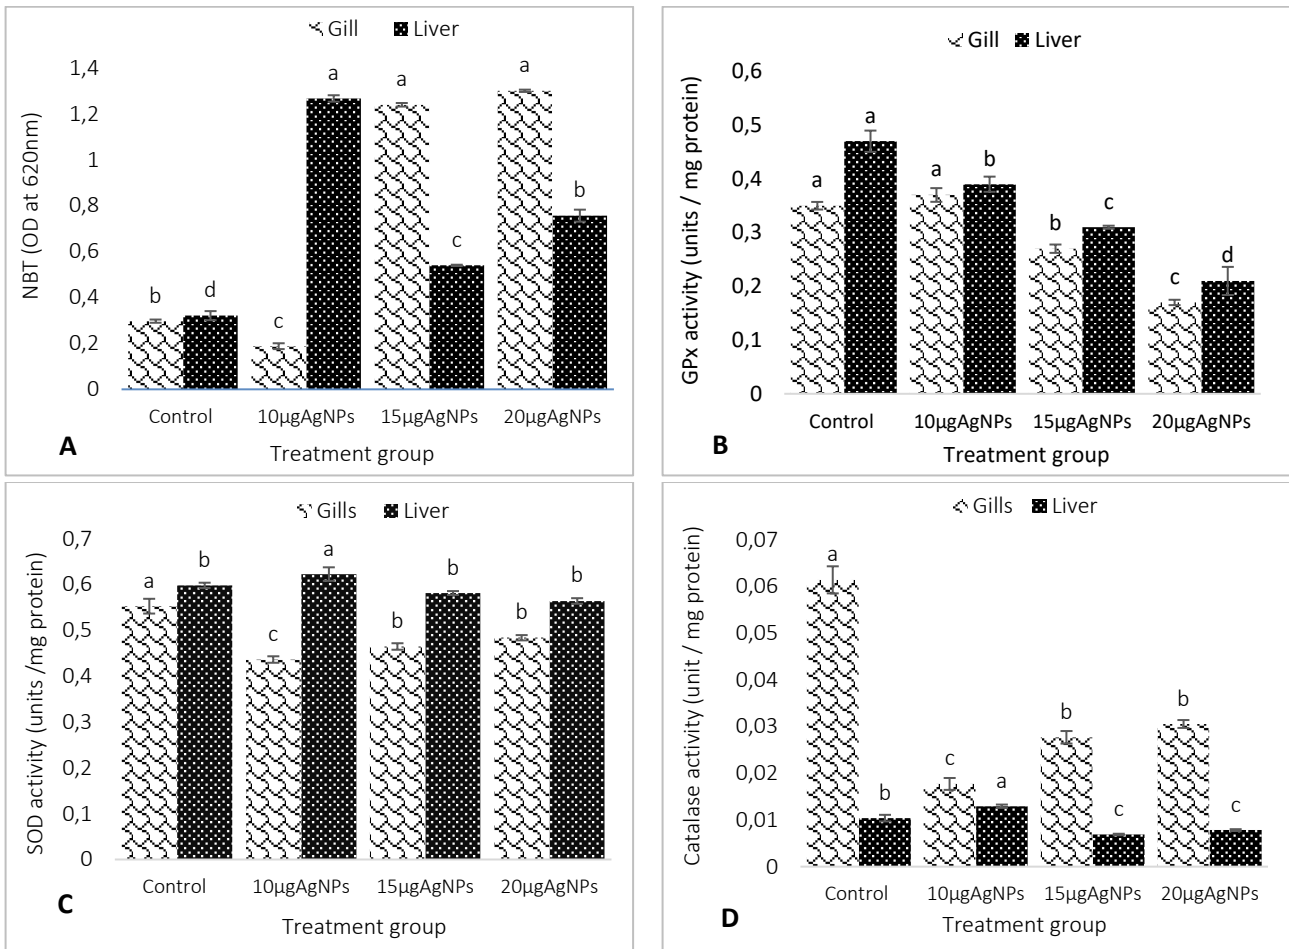 Gill Liver
NBT (OD at 620nm)
1,4
1,2
1
0,8
0,6
0,4
0,2
0
b d c a a c a b
Control 10µgAgNPs 15µgAgNPs 20µgAgNPs
Treatment group
A
Gill Liver
GPx activity (units / mg protein)
0,6
0,5
0,4
0,3
0,2
0,1
0
a a a b b c c d
Control 10µgAgNPs 15µgAgNPs 20µgAgNPs
Treatment group
B
Gills Liver
SOD activity (units /mg protein)
0,7
0,6
0,5
0,4
0,3
0,2
0,1
0
a b c a b b b b
Control 10µgAgNPs 15µgAgNPs 20µgAgNPs
Treatment group
C
Gills Liver
Catalase activity (unit / mg protein)
0,07
0,06
0,05
0,04
0,03
0,02
0,01
0
a b c a b c b c
Control 10µgAgNPs 15µgAgNPs 20µgAgNPs
Treatment group
D